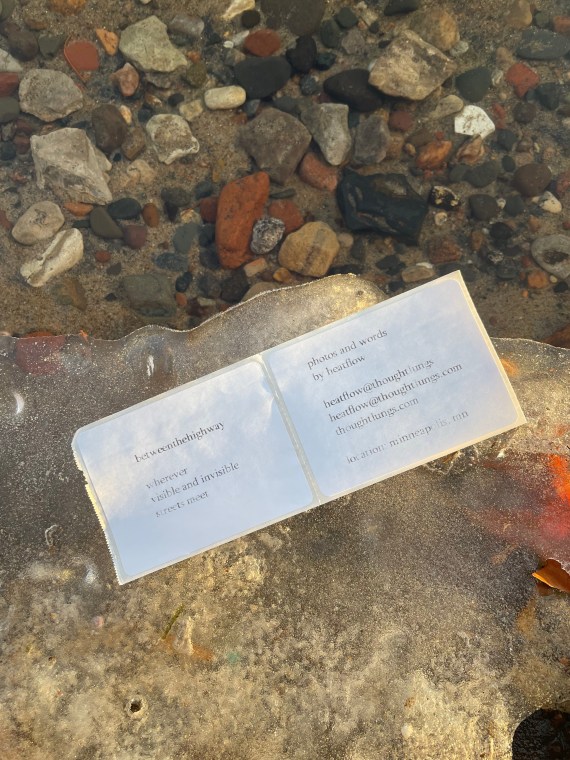 betweenthehighway
wherever
visible and invisible
streets meet
photos and words
by heatflow
heatflow@thoughtlungs
heatflow@thoughtlungs.com
thoughtlungs.com
location: minneapolis, mn